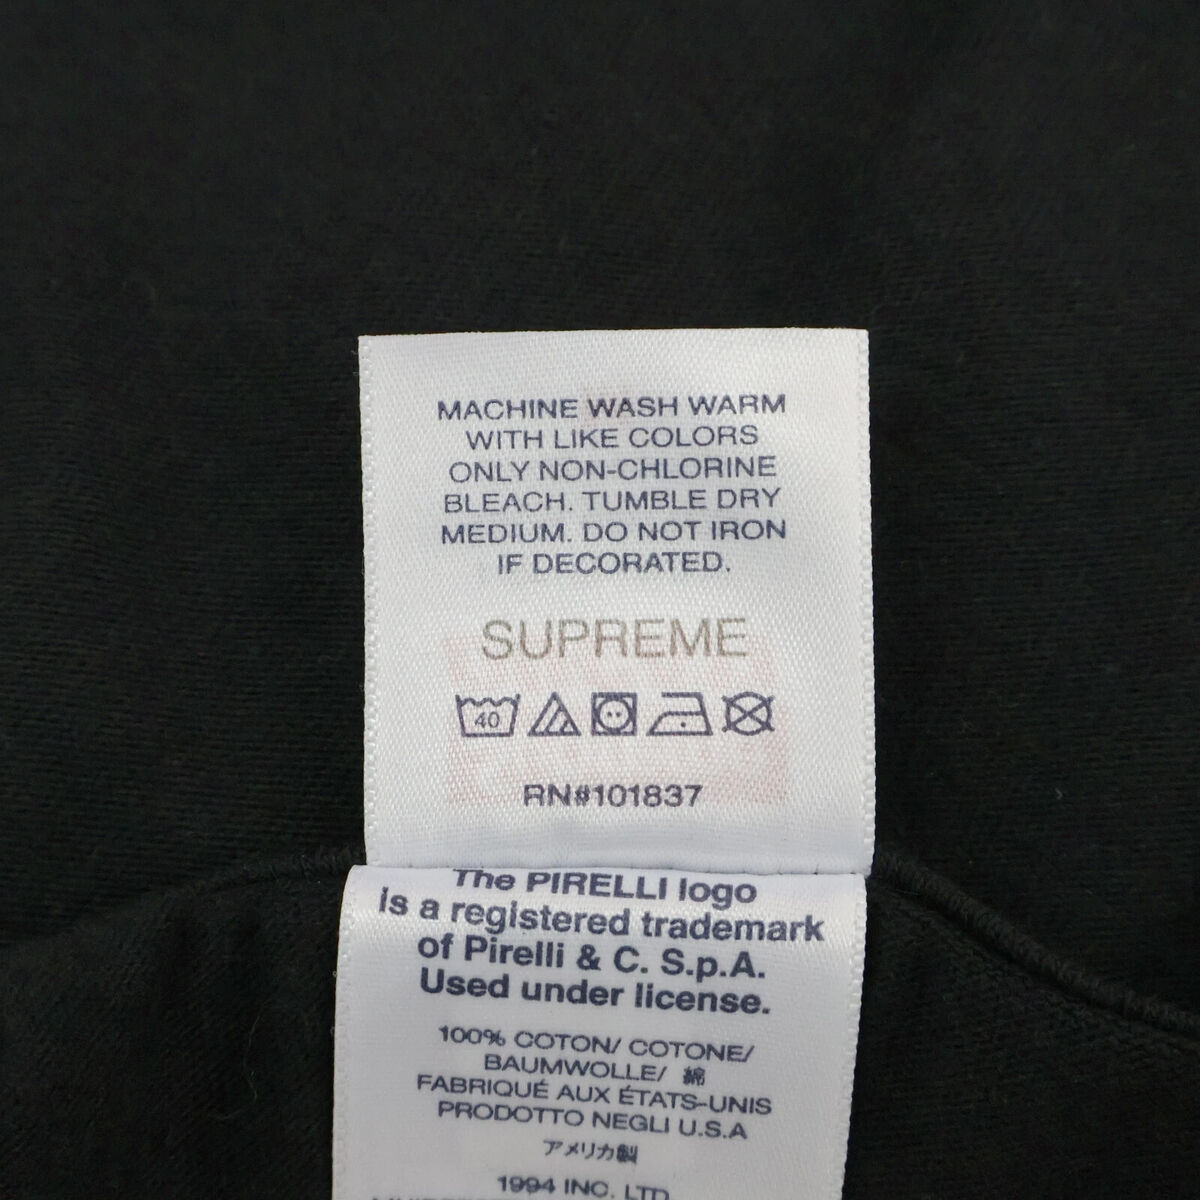 MACHINE WASH WARM
WITH LIKE COLORS
ONLY NON-CHLORINE
BLEACH. TUMBLE DRY
MEDIUM. DO NOT IRON
IF DECORATED.
SUPREME
40
RN#101837
The PIRELLI logo
is a registered trademark
of Pirelli & C. S.p.A.
Used under license.
100% COTON/ COTONE/
BAUMWOLLE/ 綿
FABRIQUÉ AUX ÉTATS-UNIS
PRODOTTO NEGLI U.S.A
アメリカ製
1994 INC. LTD.